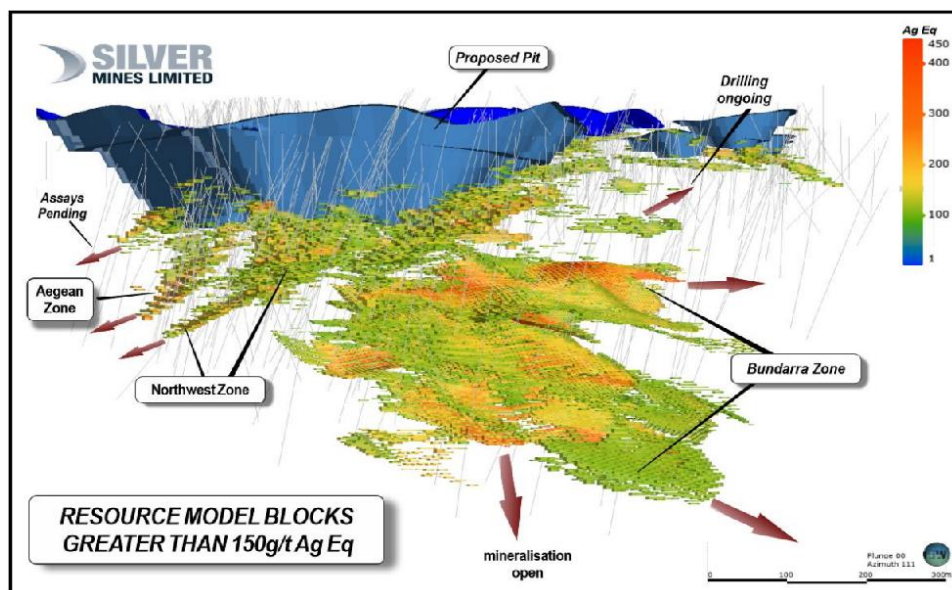 SILVER
MINES LIMITED
Proposed Pit
Drilling
ongoing
Ag Eq
450
400
300
200
100
1
Assays
Pending
Aegean
Zone
Northwest Zone
Bundarra Zone
RESOURCE MODEL BLOCKS
GREATER THAN 150g/t Ag Eq
mineralisation
open
Plunge 00
Azimuth 111
0 100 200 300m